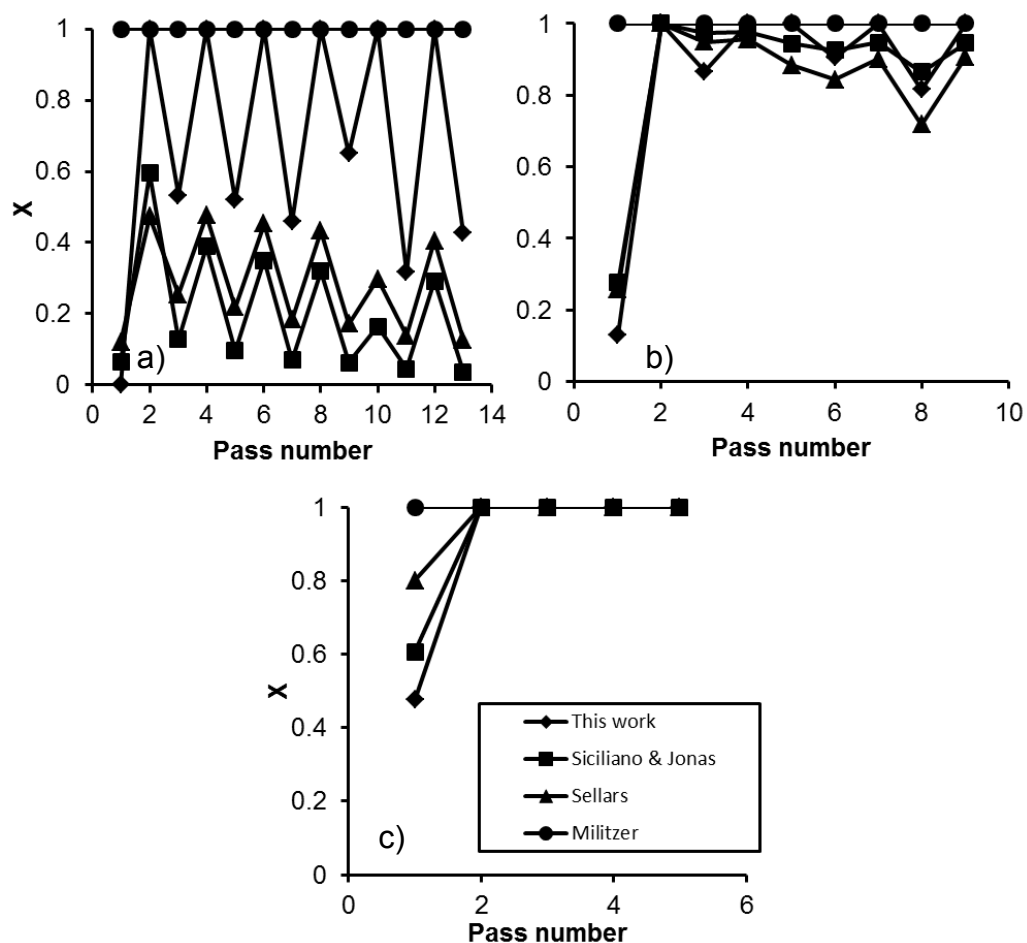 1
0.8
0.6
0.4
0.2
0
X
0 2 4 6 8 10 12 14
Pass number
a)
1
0.8
0.6
0.4
0.2
0
0 2 4 6 8 10
Pass number
b)
1
0.8
0.6
0.4
0.2
0
X
0 2 4 6
Pass number
c)
This work
Siciliano & Jonas
Sellars
Militzer